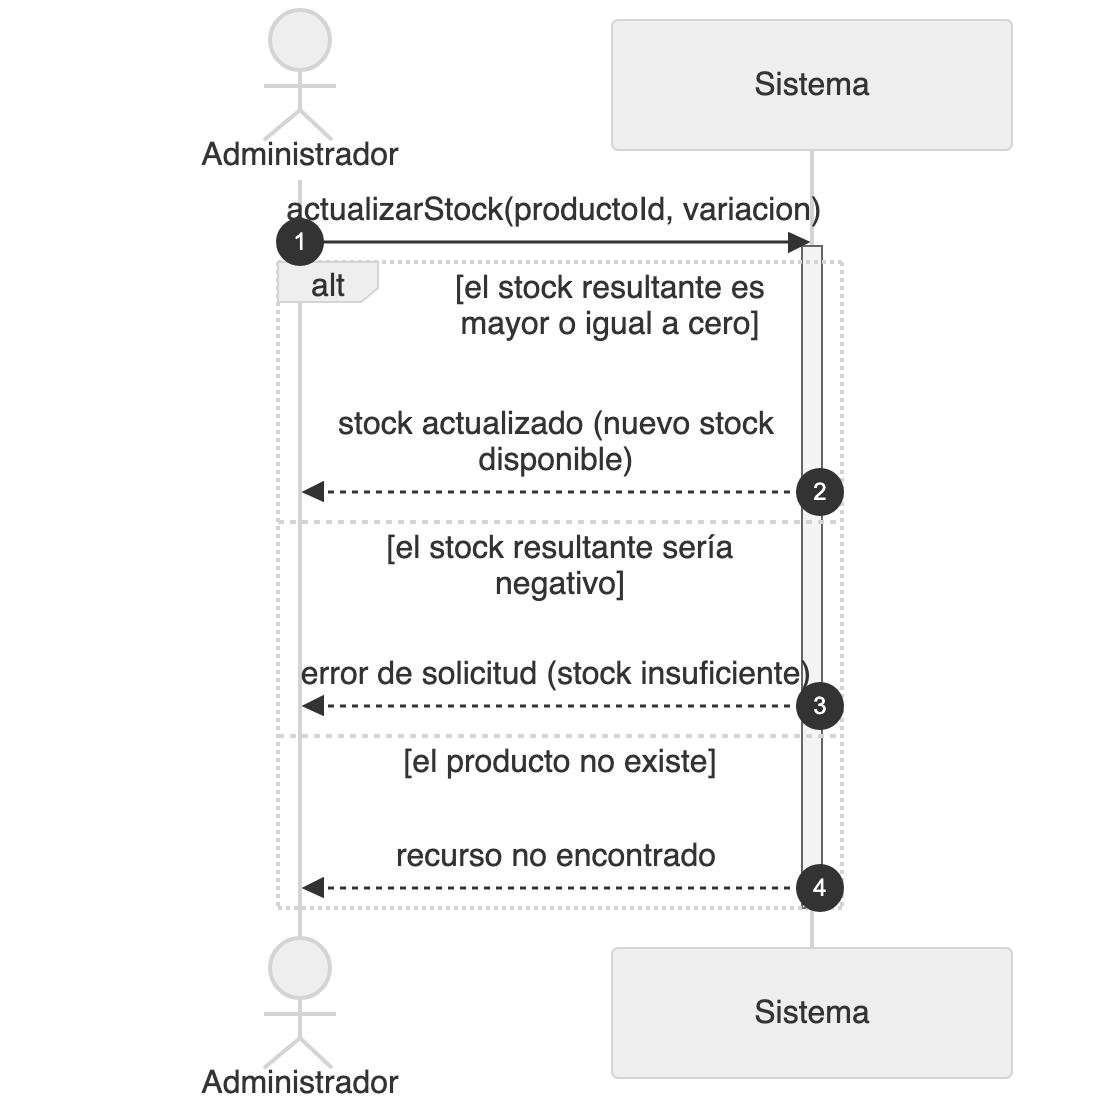 Sistema
Administrador
actualizarStock(productoId, variacion)
1
alt
[el stock resultante es
mayor o igual a cero]
stock actualizado (nuevo stock
disponible)
2
[el stock resultante sería
negativo]
error de solicitud (stock insuficiente)
3
[el producto no existe]
recurso no encontrado
4
Sistema
Administrador